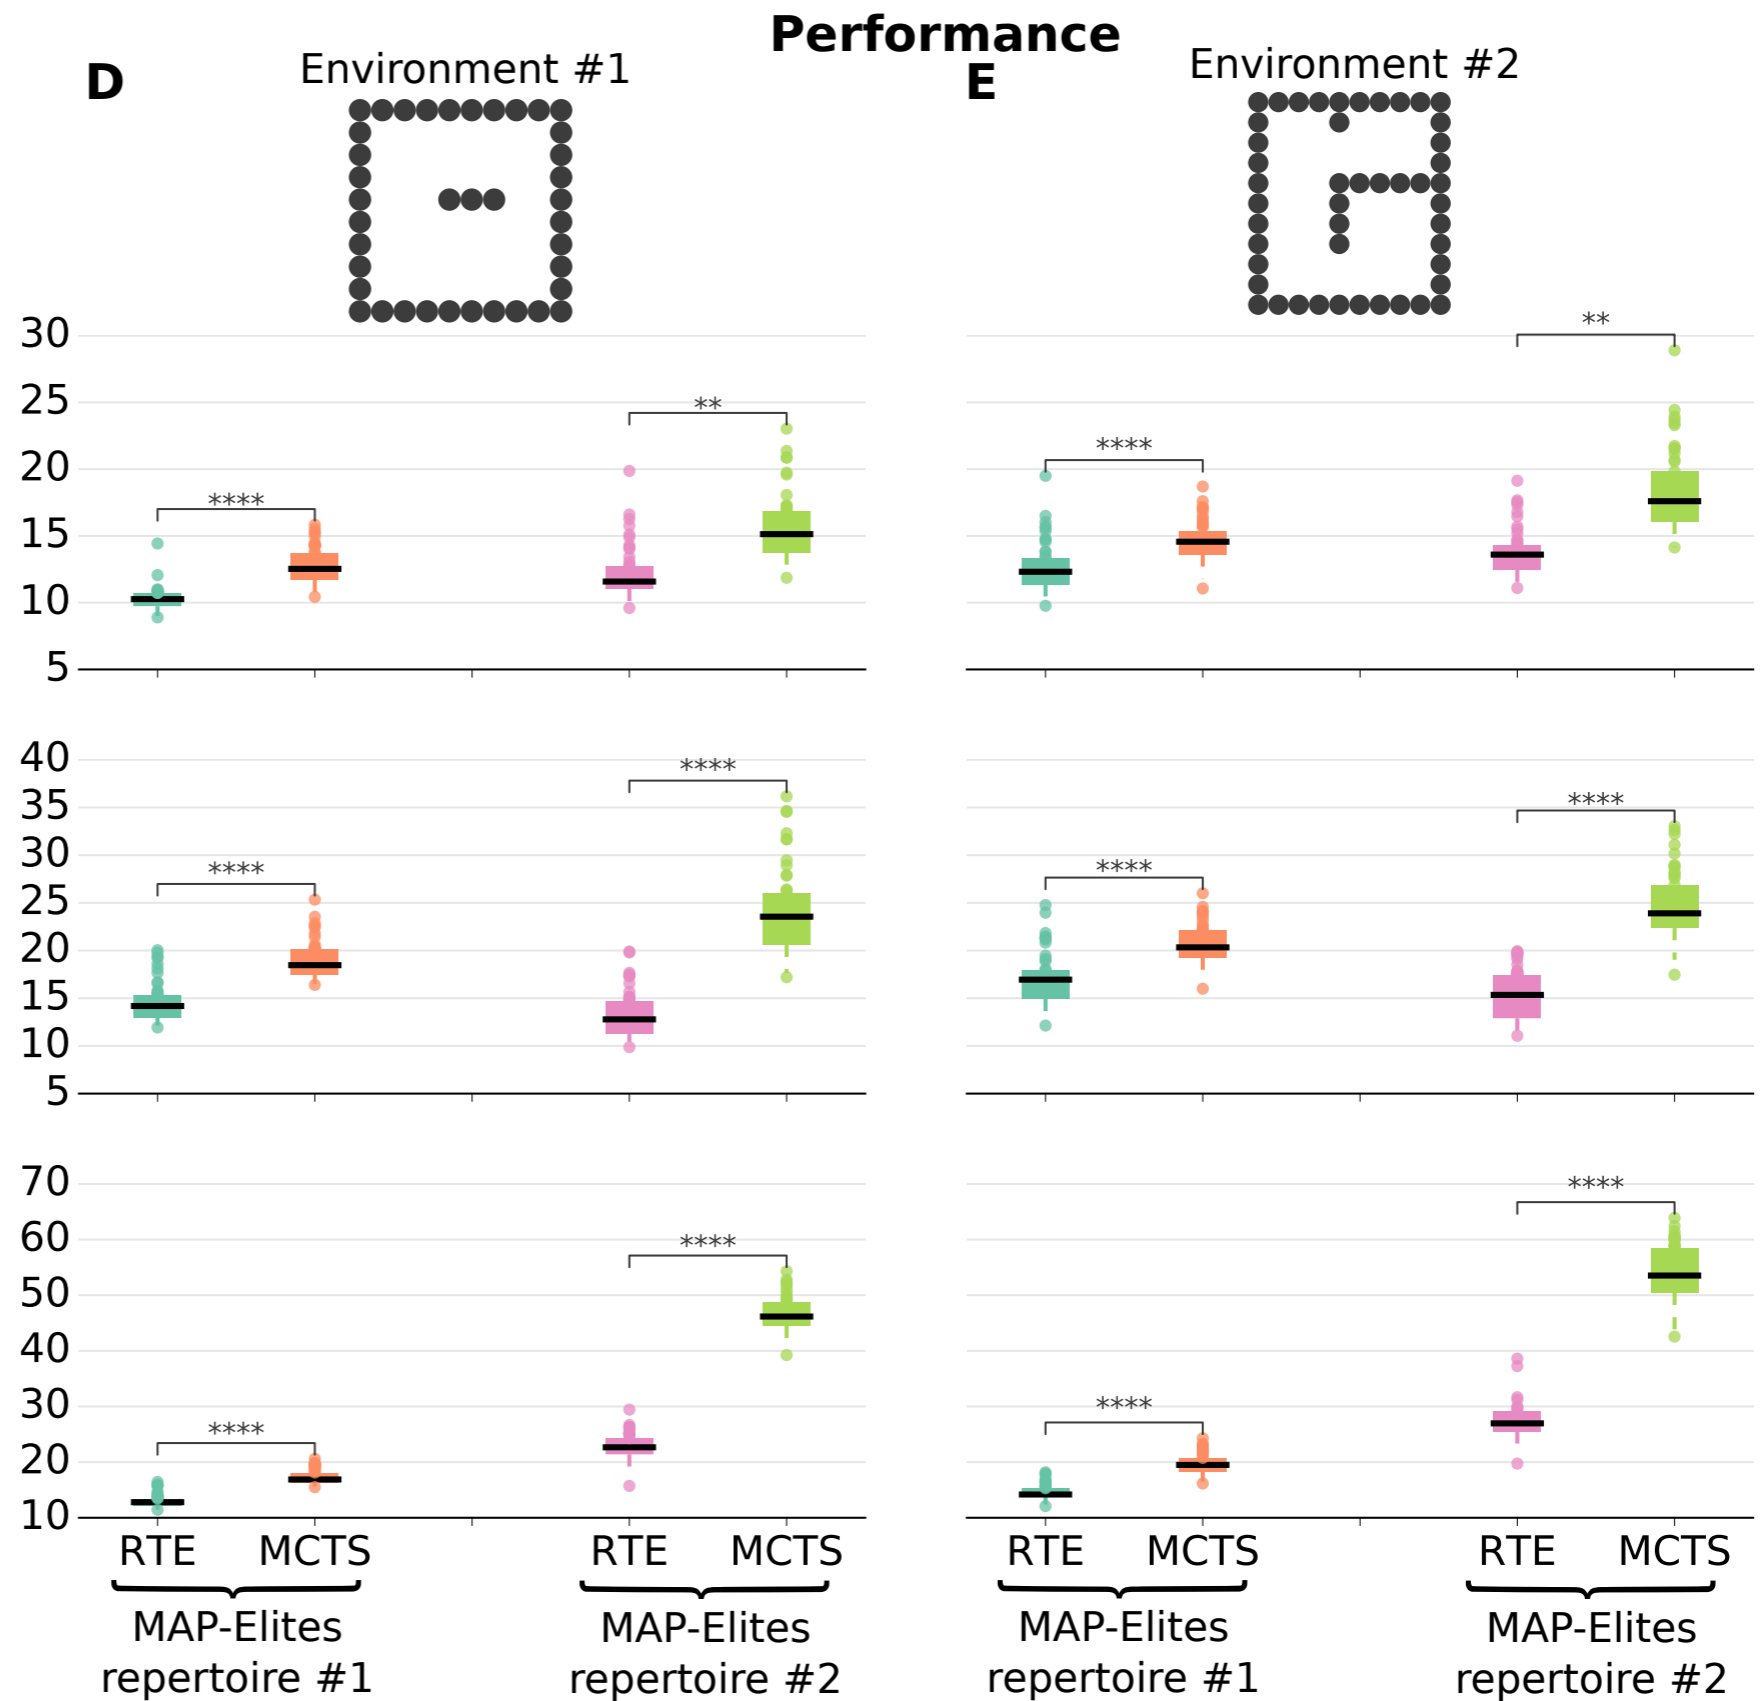 Performance
D
Environment #1
E
Environment #2
30
25
20
15
10
5
****
**
****
**
40
35
30
25
20
15
10
5
****
****
****
****
70
60
50
40
30
20
10
****
****
****
****
RTE MCTS RTE MCTS RTE MCTS RTE MCTS
MAP-Elites
repertoire #1
MAP-Elites
repertoire #2
MAP-Elites
repertoire #1
MAP-Elites
repertoire #2